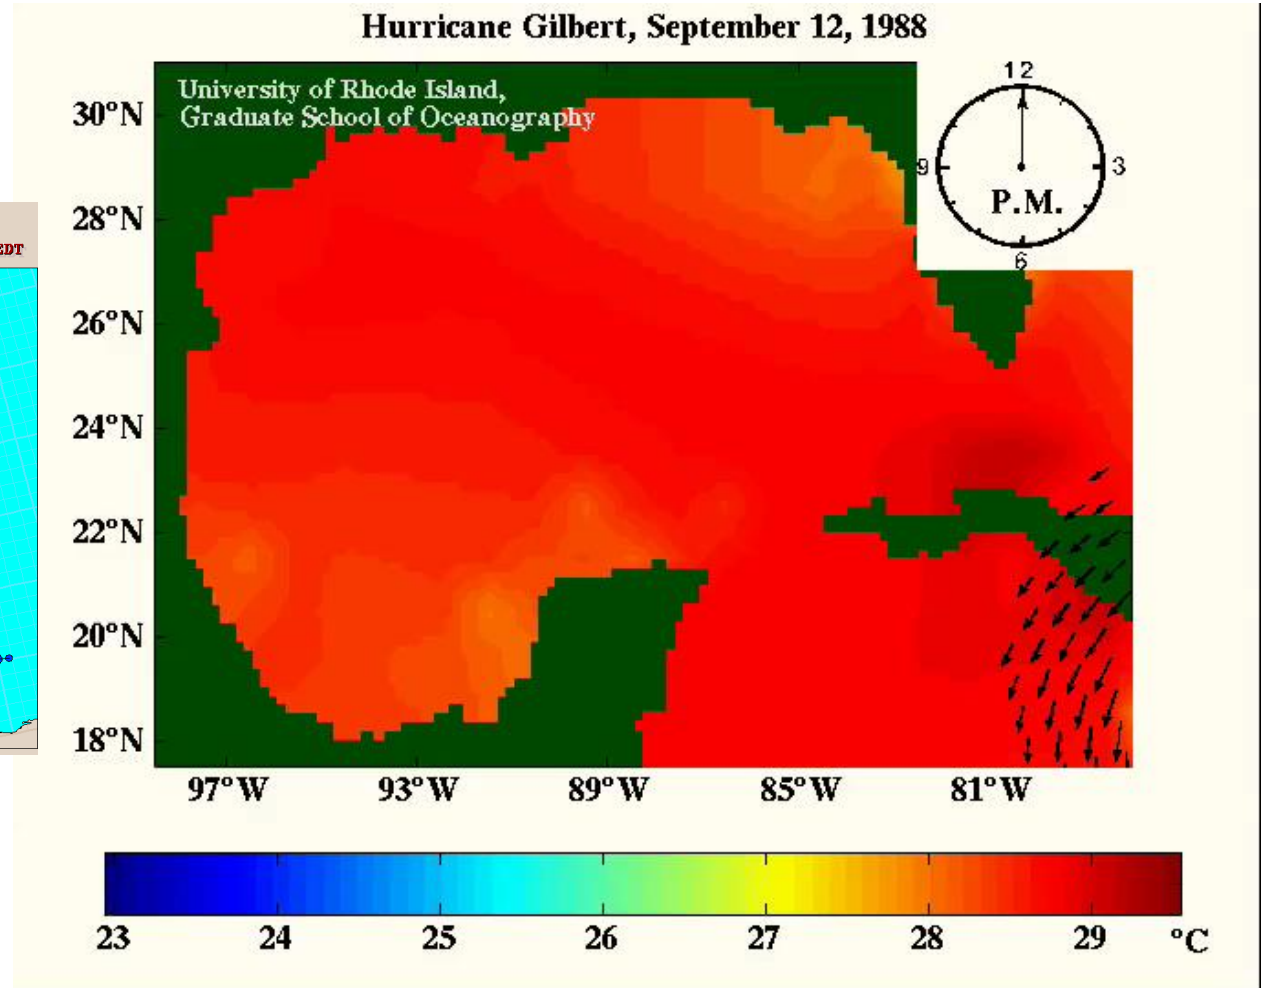 Hurricane Gilbert, September 12, 1988
University of Rhode Island,
Graduate School of Oceanography
12
9
3
P.M.
6
EDT
30°N
28°N
26°N
24°N
22°N
20°N
18°N
97°W 93°W 89°W 85°W 81°W
23 24 25 26 27 28 29 °C